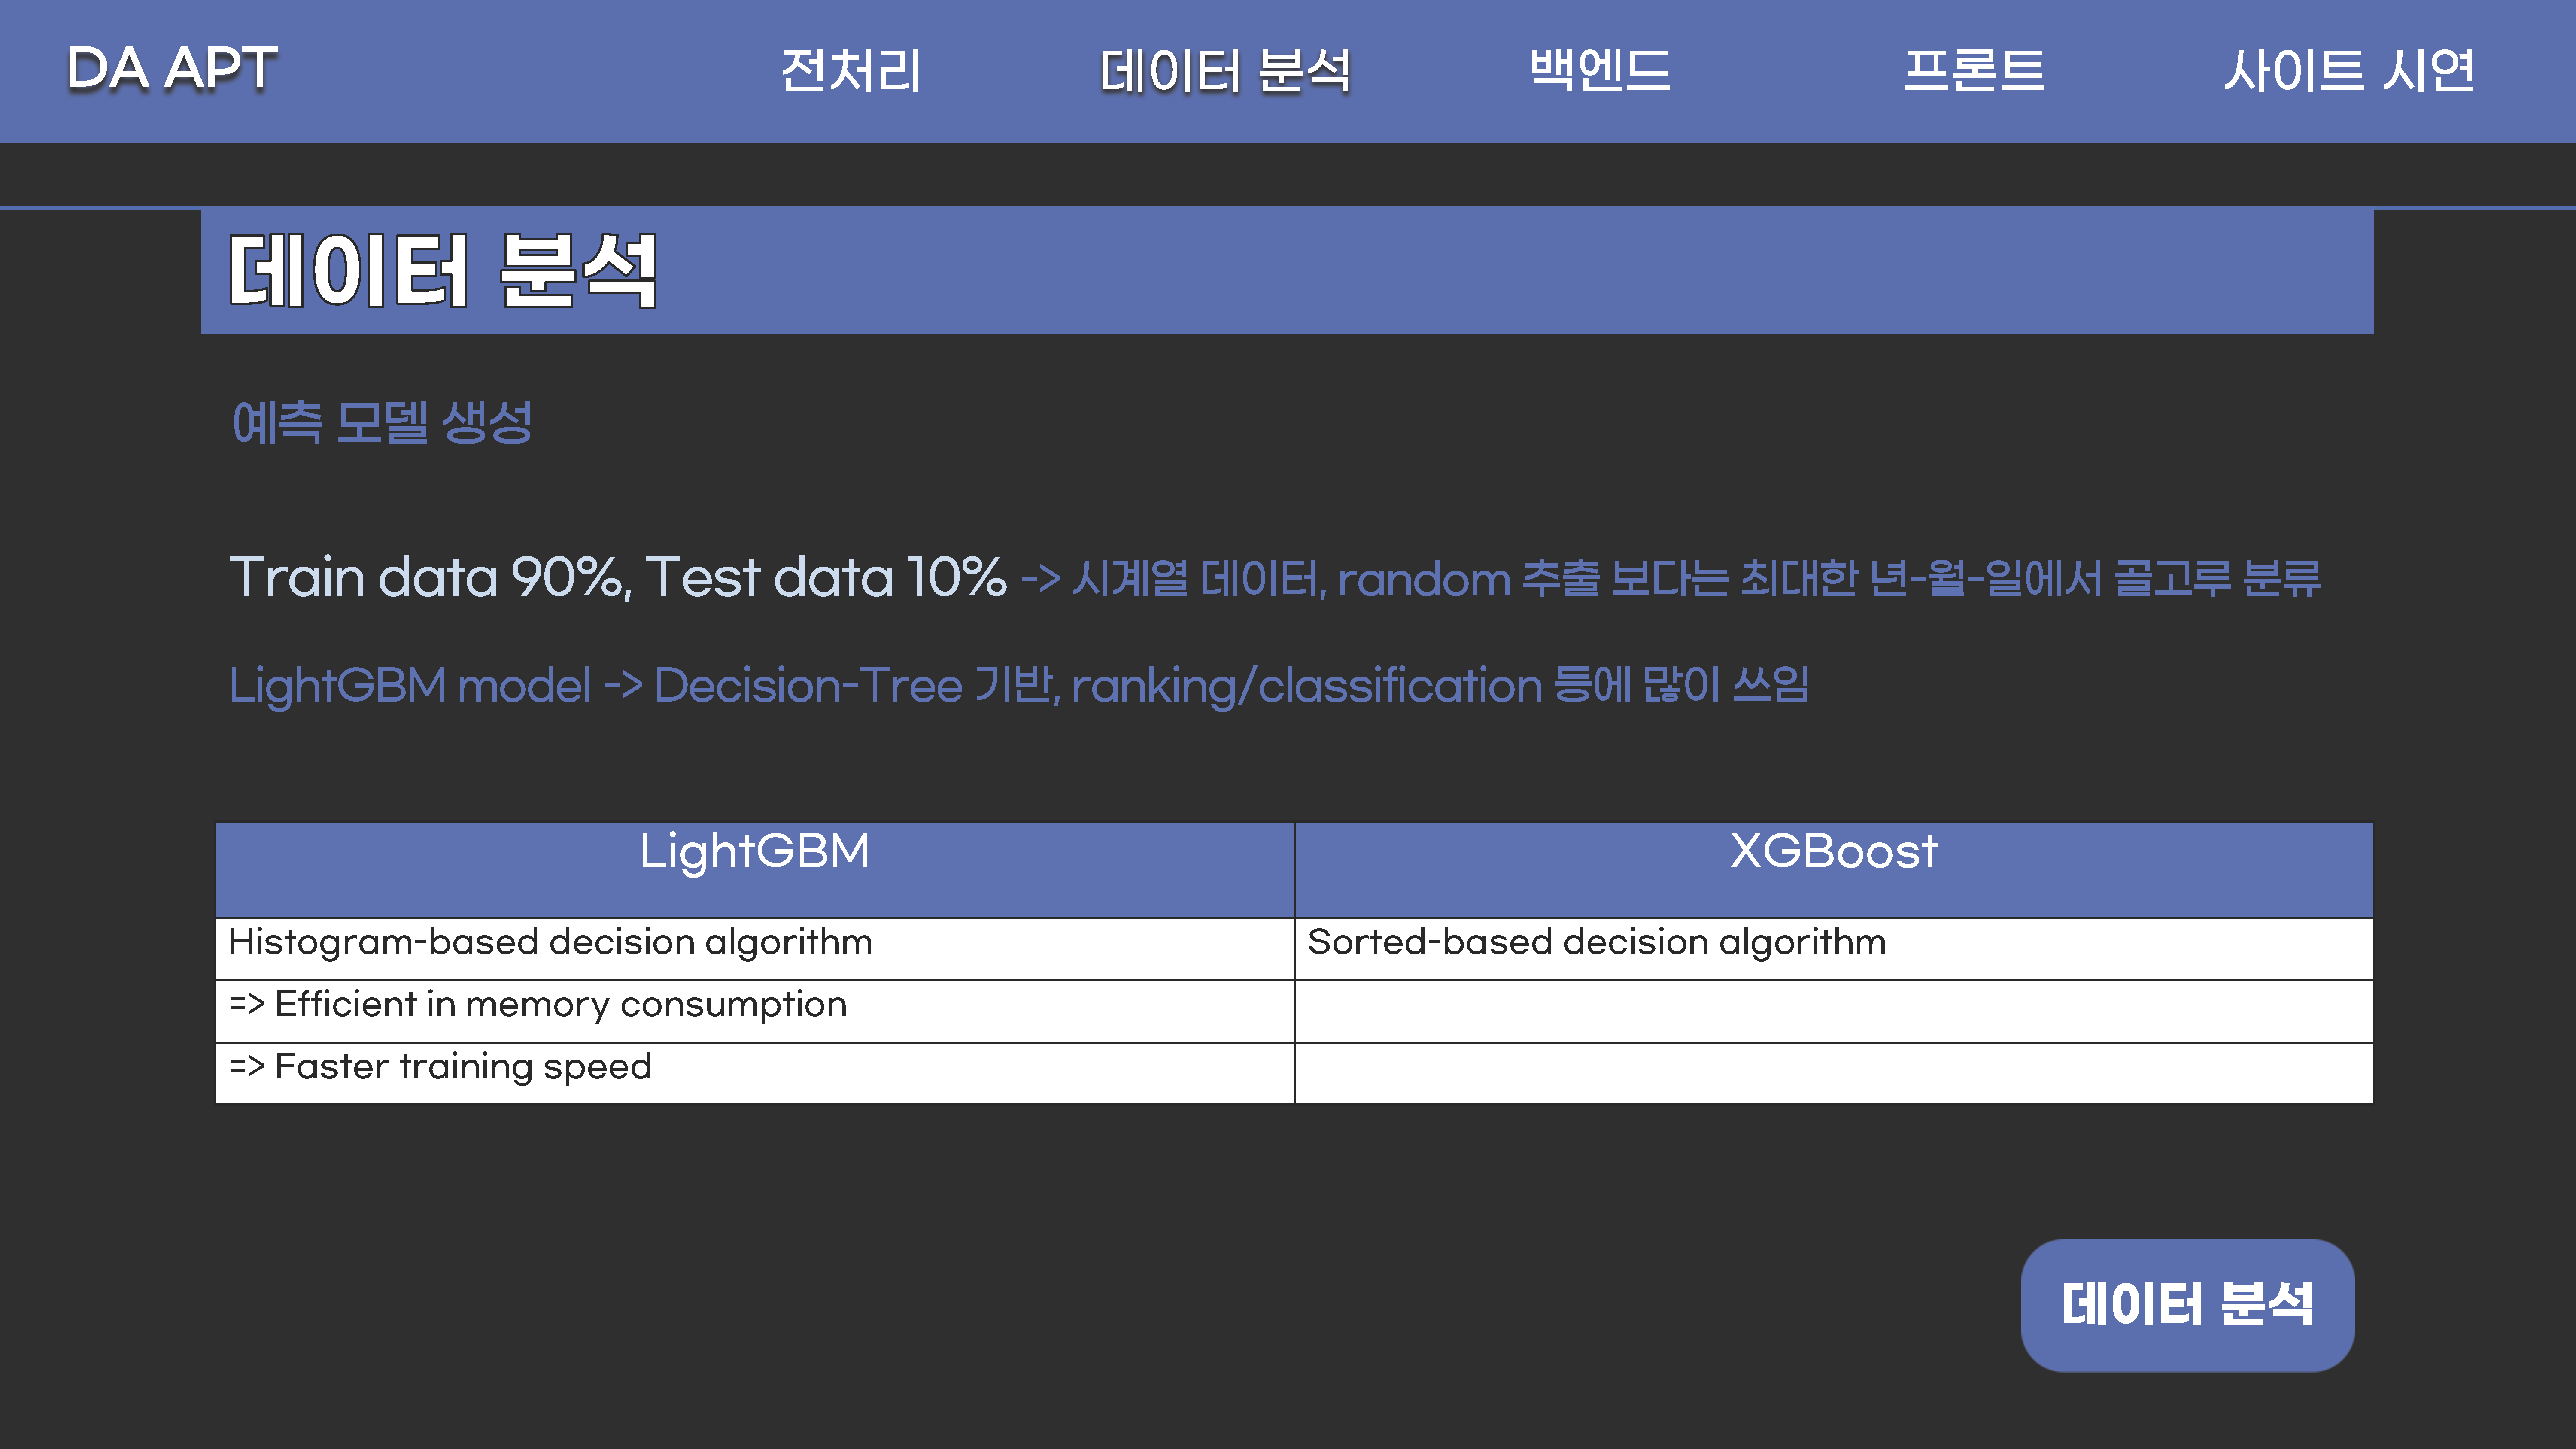 DA APT 전처리 데이터 분석 백엔드 프론트 사이트 시연
데이터 분석
예측 모델 생성
Train data 90%, Test data 10% -> 시계열 데이터, random 추출 보다는 최대한 년-월-일에서 골고루 분류
LightGBM model -> Decision-Tree 기반, ranking/classification 등에 많이 쓰임
LightGBM XGBoost
Histogram-based decision algorithm Sorted-based decision algorithm
=> Efficient in memory consumption
=> Faster training speed
데이터 분석